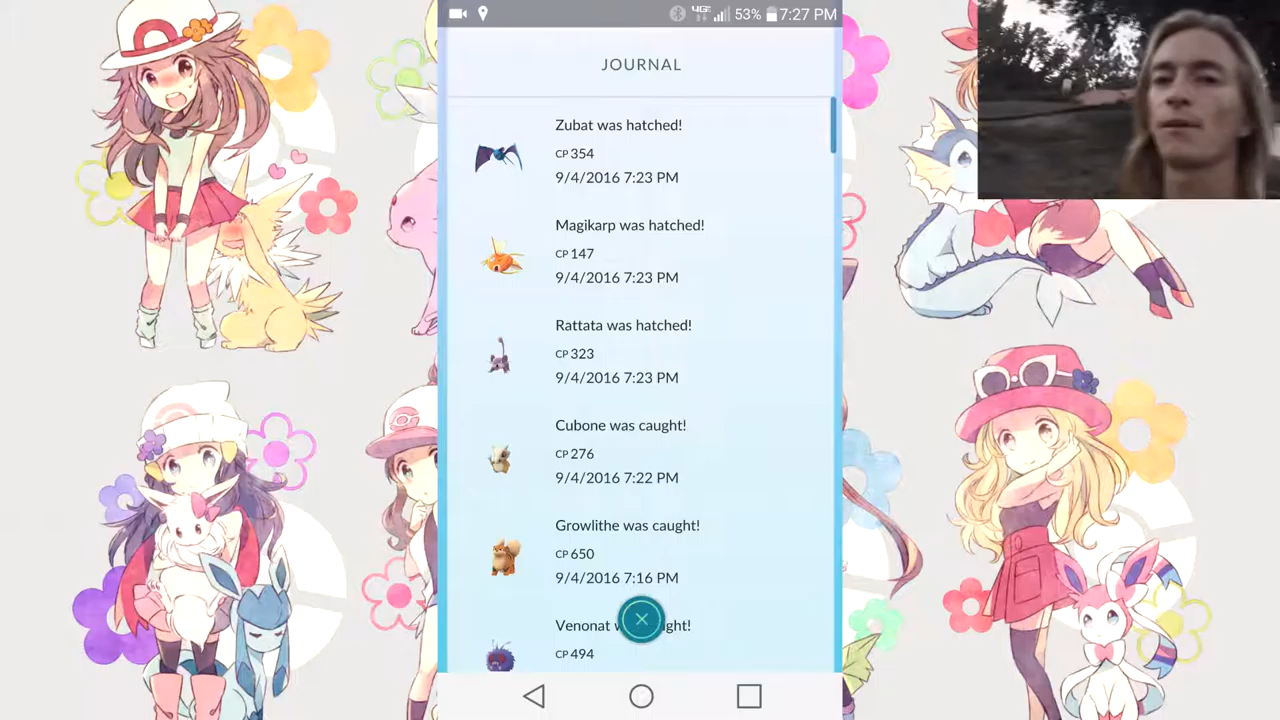 4G 53% 7:27 PM
JOURNAL
Zubat was hatched!
CP 354
9/4/2016 7:23 PM
Magikarp was hatched!
CP 147
9/4/2016 7:23 PM
Rattata was hatched!
CP 323
9/4/2016 7:23 PM
Cubone was caught!
CP 276
9/4/2016 7:22 PM
Growlithe was caught!
CP 650
9/4/2016 7:16 PM
Venonat ght!
CP 494